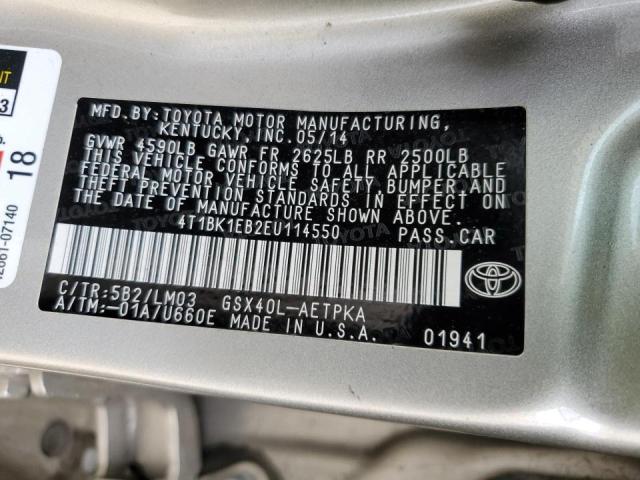 MFD.BY:TOYOTA MOTOR MANUFACTURING,
KENTUCKY, INC. 05/14
GVWR 4590LB GAWR FR 2625LB RR 2500LB
THIS VEHICLE CONFORMS TO ALL APPLICABLE
FEDERAL MOTOR VEHICLE SAFETY, BUMPER, AND
THEFT PREVENTION STANDARDS IN EFFECT ON
THE DATE OF MANUFACTURE SHOWN ABOVE.
4T1BK1EB2EU114550 PASS.CAR
C/TR:5B2/LM03 GSX40L-AETPKA
A/TM:-01A/U660E MADE IN U.S.A.
TOYOTA
01941
18